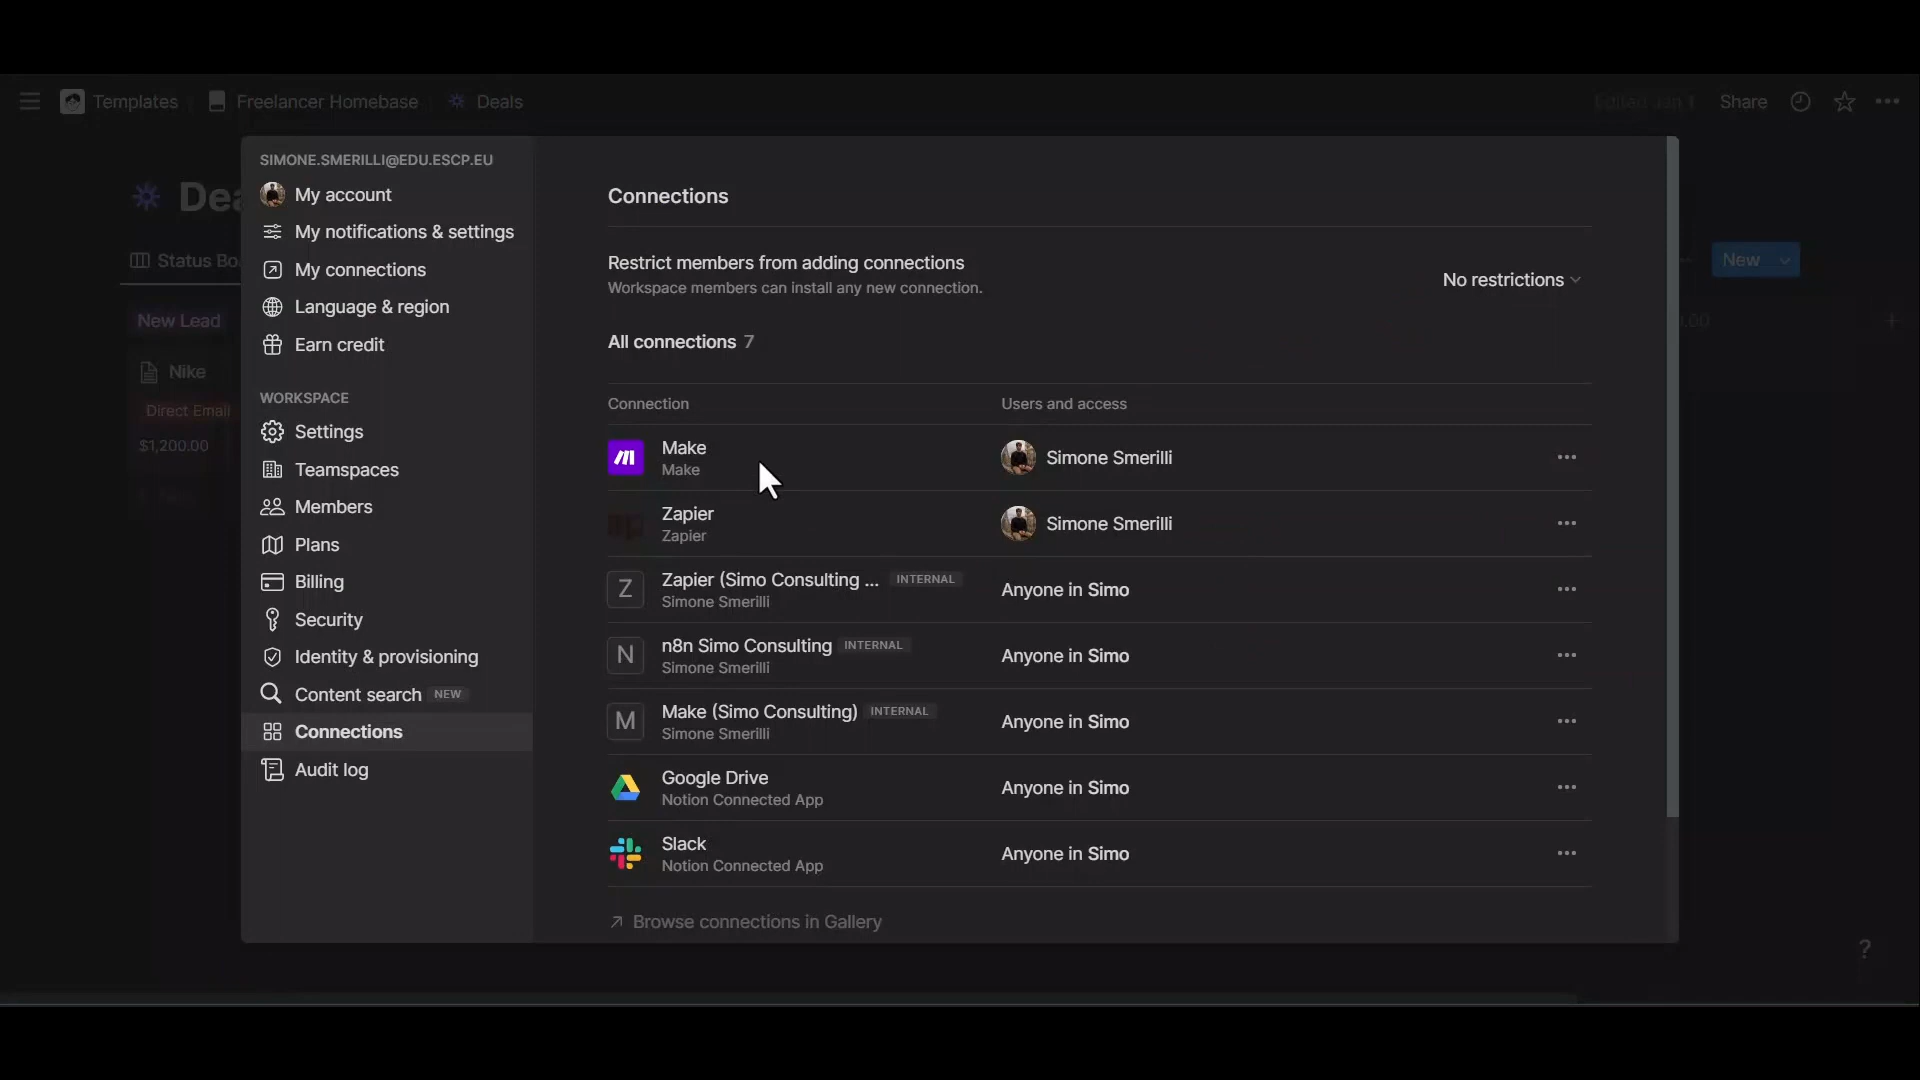 Templates
Freelancer Homebase
Deals
Edited Jan 1
Share
SIMONE.SMERILLI@EDU.ESCP.EU
My account
My notifications & settings
My connections
Language & region
Earn credit
WORKSPACE
Settings
Teamspaces
Members
Plans
Billing
Security
Identity & provisioning
Content search NEW
Connections
Audit log
Status Boa
New Lead
Nike
Direct Email
$1,200.00
New
Connections
Restrict members from adding connections
Workspace members can install any new connection.
No restrictions
All connections 7
Connection
Users and access
Make
Make
Simone Smerilli
Zapier
Zapier
Simone Smerilli
Z
Zapier (Simo Consulting ... INTERNAL
Simone Smerilli
Anyone in Simo
N
n8n Simo Consulting INTERNAL
Simone Smerilli
Anyone in Simo
M
Make (Simo Consulting) INTERNAL
Simone Smerilli
Anyone in Simo
Google Drive
Notion Connected App
Anyone in Simo
Slack
Notion Connected App
Anyone in Simo
Browse connections in Gallery
?